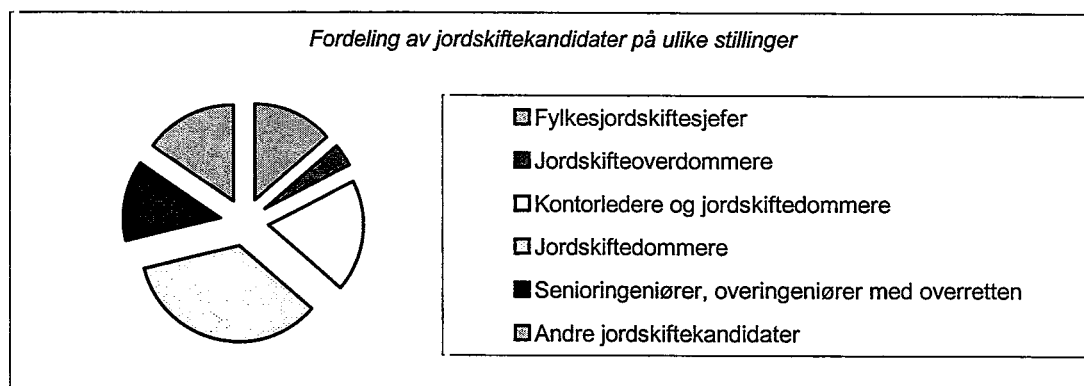 Fordeling av jordskiftekandidater på ulike stillinger
Fylkesjordskiftesjefer
Jordskifteoverdommere
Kontorledere og jordskiftedommere
Jordskiftedommere
Senioringeniører, overingeniører med overretten
Andre jordskiftekandidater